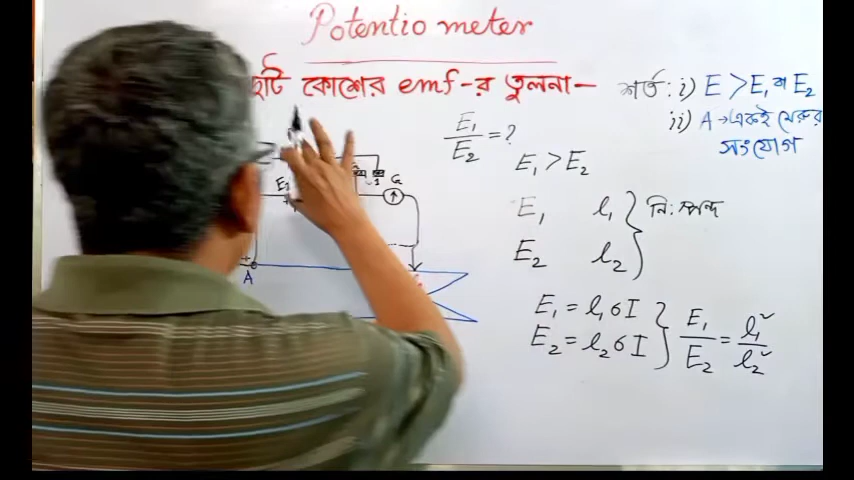 Potentio meter
কোশের emf-র তুলনা-
শর্ত: i) E > E₁ বা E₂
ii) A → একই মেরুর
সংযোগ
E₁/E₂ = ?
E₁ > E₂
E₁ l₁ } নি:স্পন্দ
E₂ l₂
E₁ = l₁σI
E₂ = l₂σI } E₁/E₂ = l₁✓/l₂✓
E₁
G
A